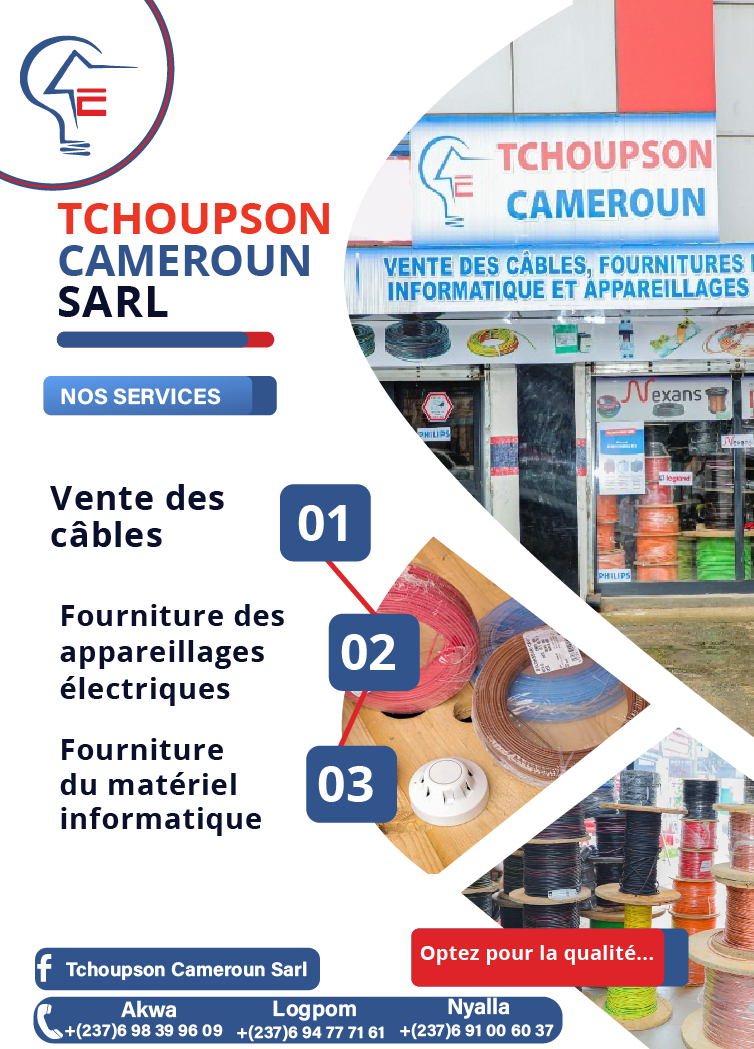 TCHOUPSON
CAMEROUN
SARL
NOS SERVICES
Vente des
câbles
01
Fourniture des
appareillages
électriques
02
Fourniture
du matériel
informatique
03
TCHOUPSON
CAMEROUN
VENTE DES CÂBLES, FOURNITURES
INFORMATIQUE ET APPAREILLAGES
Nexans
PHILIPS
Nexans
legrand
PHILIPS
Optez pour la qualité...
Tchoupson Cameroun Sarl
Akwa
+(237)6 98 39 96 09
Logpom
+(237)6 94 77 71 61
Nyalla
+(237)6 91 00 60 37